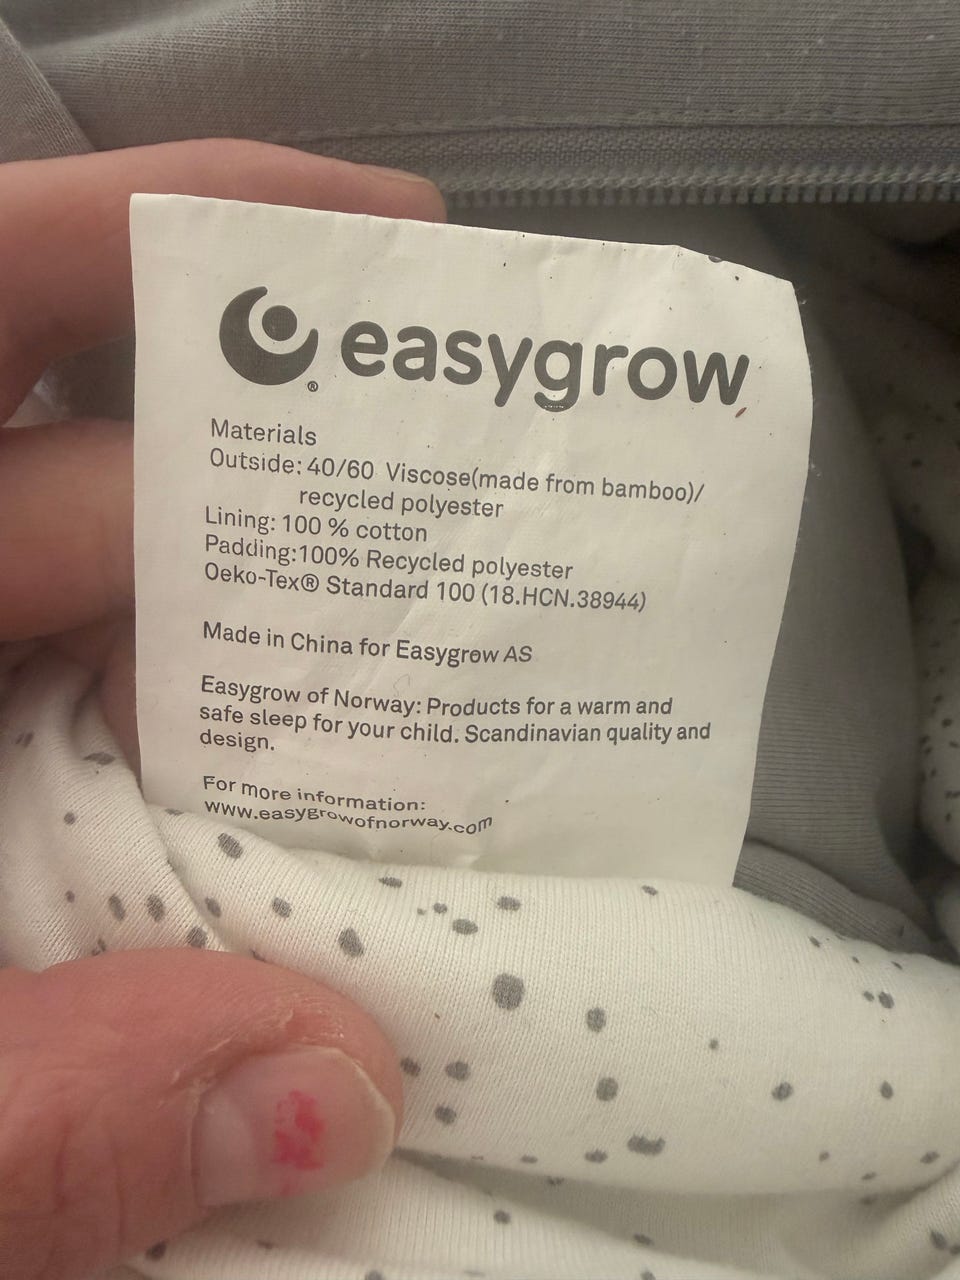 easygrow
®
Materials
Outside: 40/60 Viscose(made from bamboo)/
recycled polyester
Lining: 100 % cotton
Padding:100% Recycled polyester
Oeko-Tex® Standard 100 (18.HCN.38944)
Made in China for Easygrow AS
Easygrow of Norway: Products for a warm and
safe sleep for your child. Scandinavian quality and
design.
For more information:
www.easygrowofnorway.com